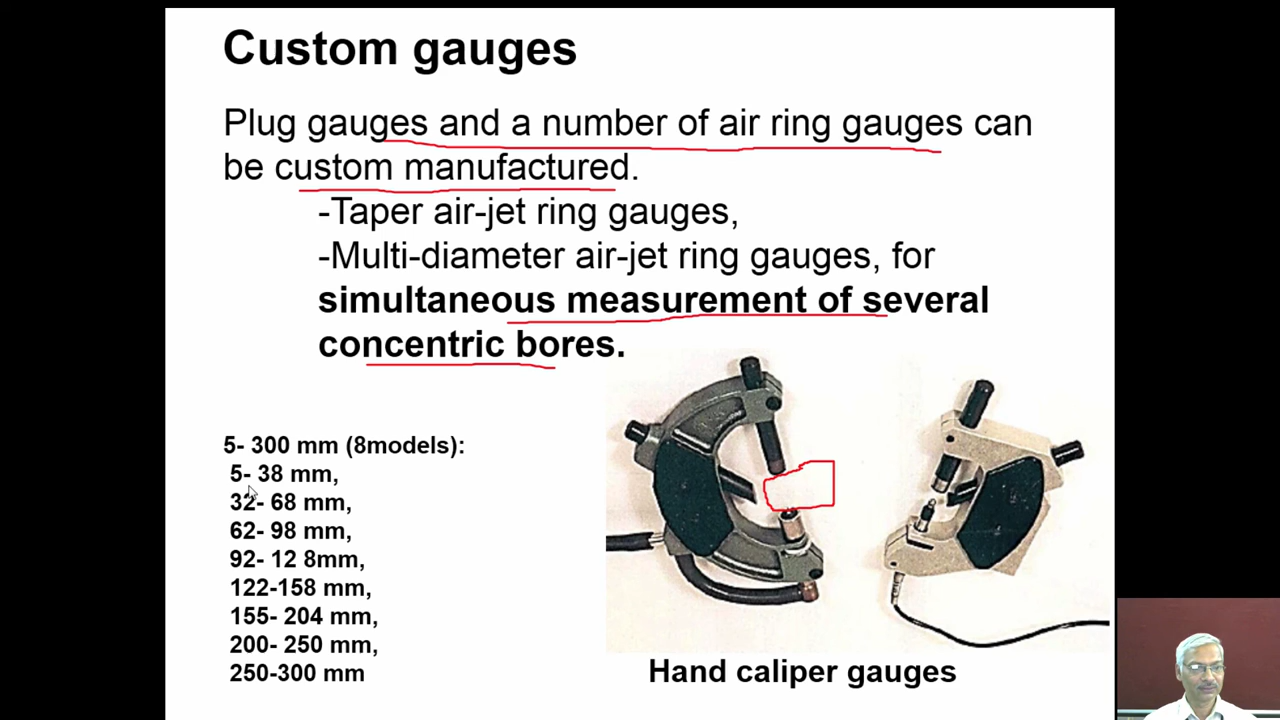 Custom gauges
Plug gauges and a number of air ring gauges can
be custom manufactured.
-Taper air-jet ring gauges,
-Multi-diameter air-jet ring gauges, for
simultaneous measurement of several
concentric bores.
5- 300 mm (8models):
5- 38 mm,
32- 68 mm,
62- 98 mm,
92- 12 8mm,
122-158 mm,
155- 204 mm,
200- 250 mm,
250-300 mm
Hand caliper gauges